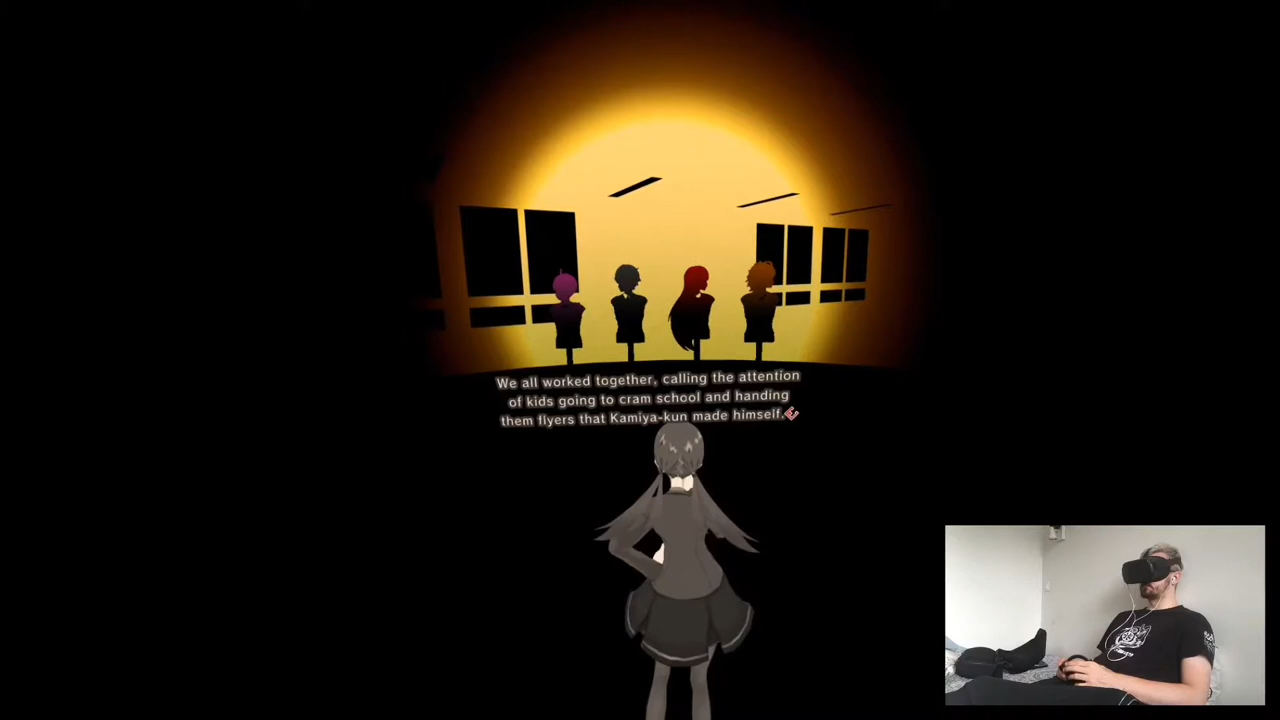 We all worked together, calling the attention
of kids going to cram school and handing
them flyers that Kamiya-kun made himself.